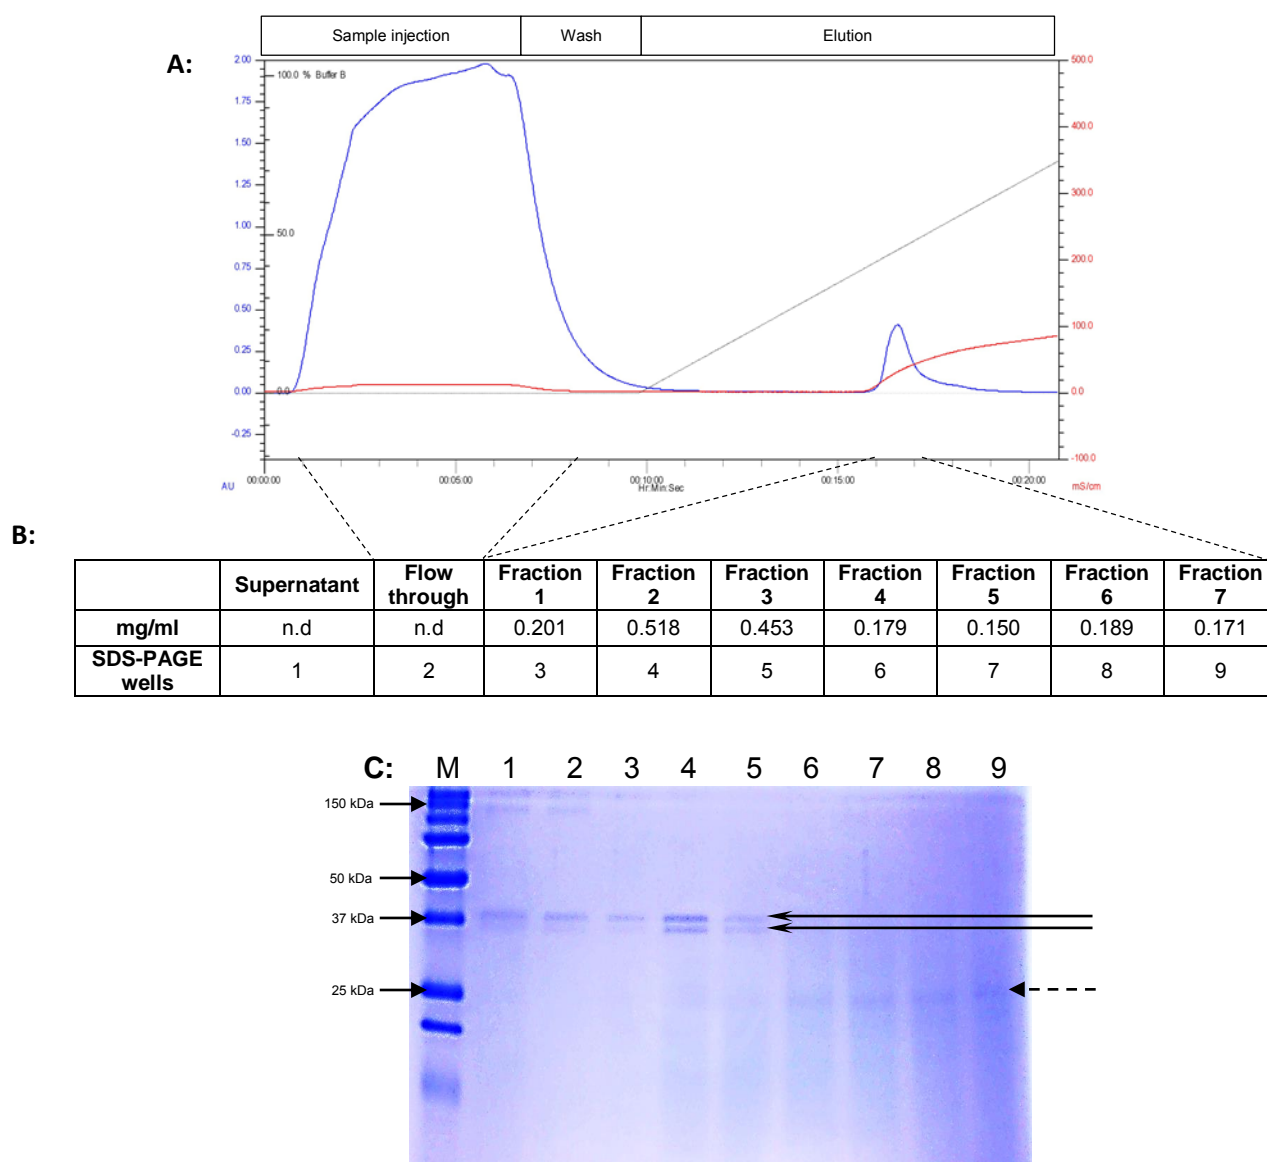 Sample injection Wash Elution
A:
2.00 100.0 % Buffer B 500.0
1.75
400.0
1.50
1.25 300.0
1.00 50.0
200.0
0.75
0.50
100.0
0.25
0.00 0.0 0.0
-0.25
-100.0
00:00:00 00:05:00 00:10:00 00:15:00 00:20:00
AU Hr:Min:Sec mS/cm
B:
Supernatant Flow through Fraction 1 Fraction 2 Fraction 3 Fraction 4 Fraction 5 Fraction 6 Fraction 7
mg/ml n.d n.d 0.201 0.518 0.453 0.179 0.150 0.189 0.171
SDS-PAGE wells 1 2 3 4 5 6 7 8 9
C: M 1 2 3 4 5 6 7 8 9
150 kDa
50 kDa
37 kDa
25 kDa